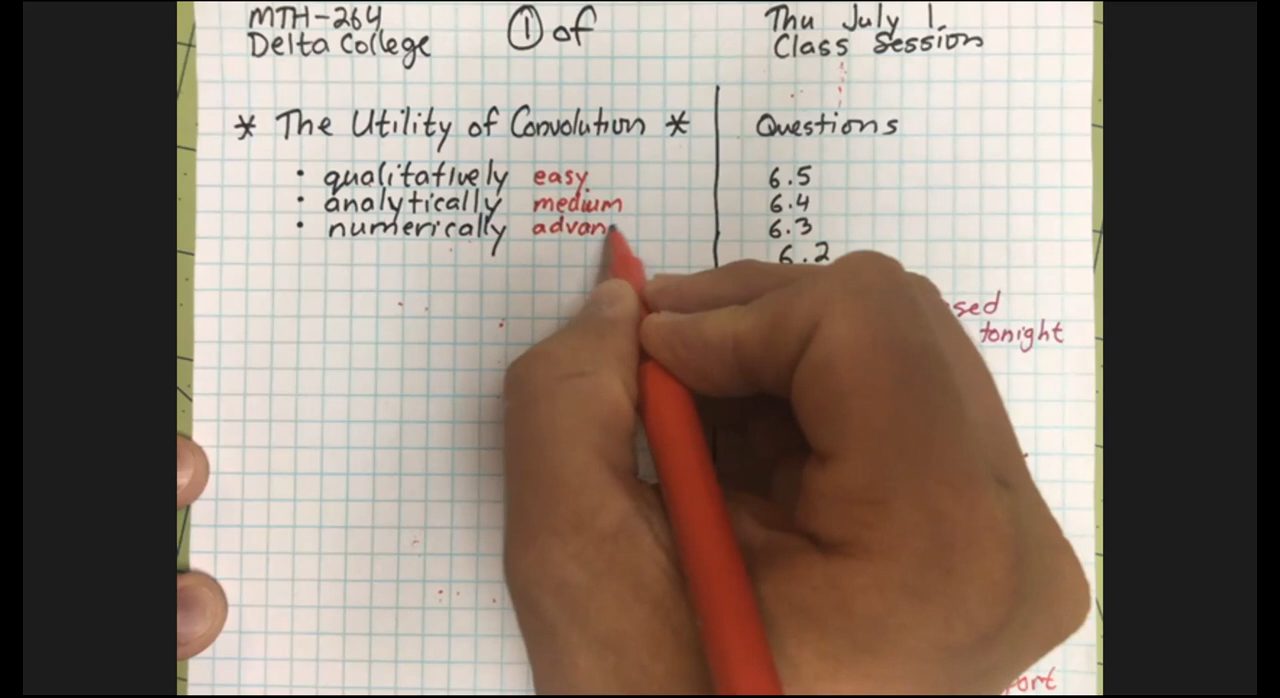 MTH-264
Delta College
① of
Thu July 1
Class Session
* The Utility of Convolution *
• qualitatively easy
• analytically medium
• numerically advan
Questions
6.5
6.4
6.3
6.2
sed
tonight
ort